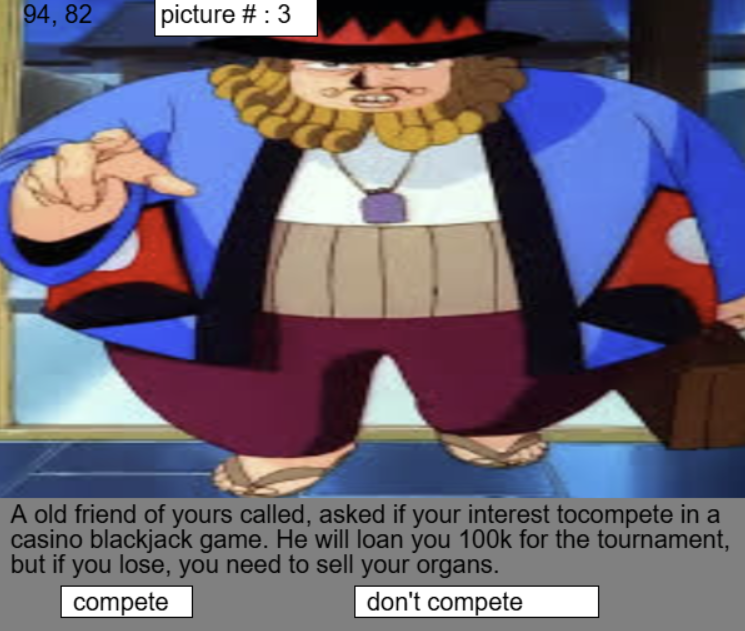 94, 82
picture # : 3
A old friend of yours called, asked if your interest tocompete in a
casino blackjack game. He will loan you 100k for the tournament,
but if you lose, you need to sell your organs.
compete
don't compete